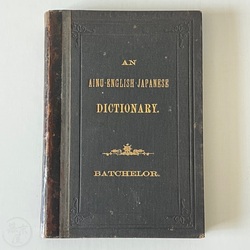 AN
AINU-ENGLISH-JAPANESE
DICTIONARY.
BATCHELOR.